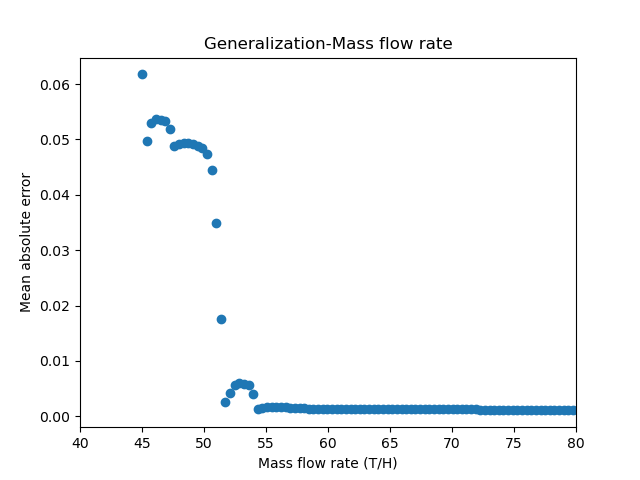 Generalization-Mass flow rate
Mean absolute error
0.06
0.05
0.04
0.03
0.02
0.01
0.00
40 45 50 55 60 65 70 75 80
Mass flow rate (T/H)